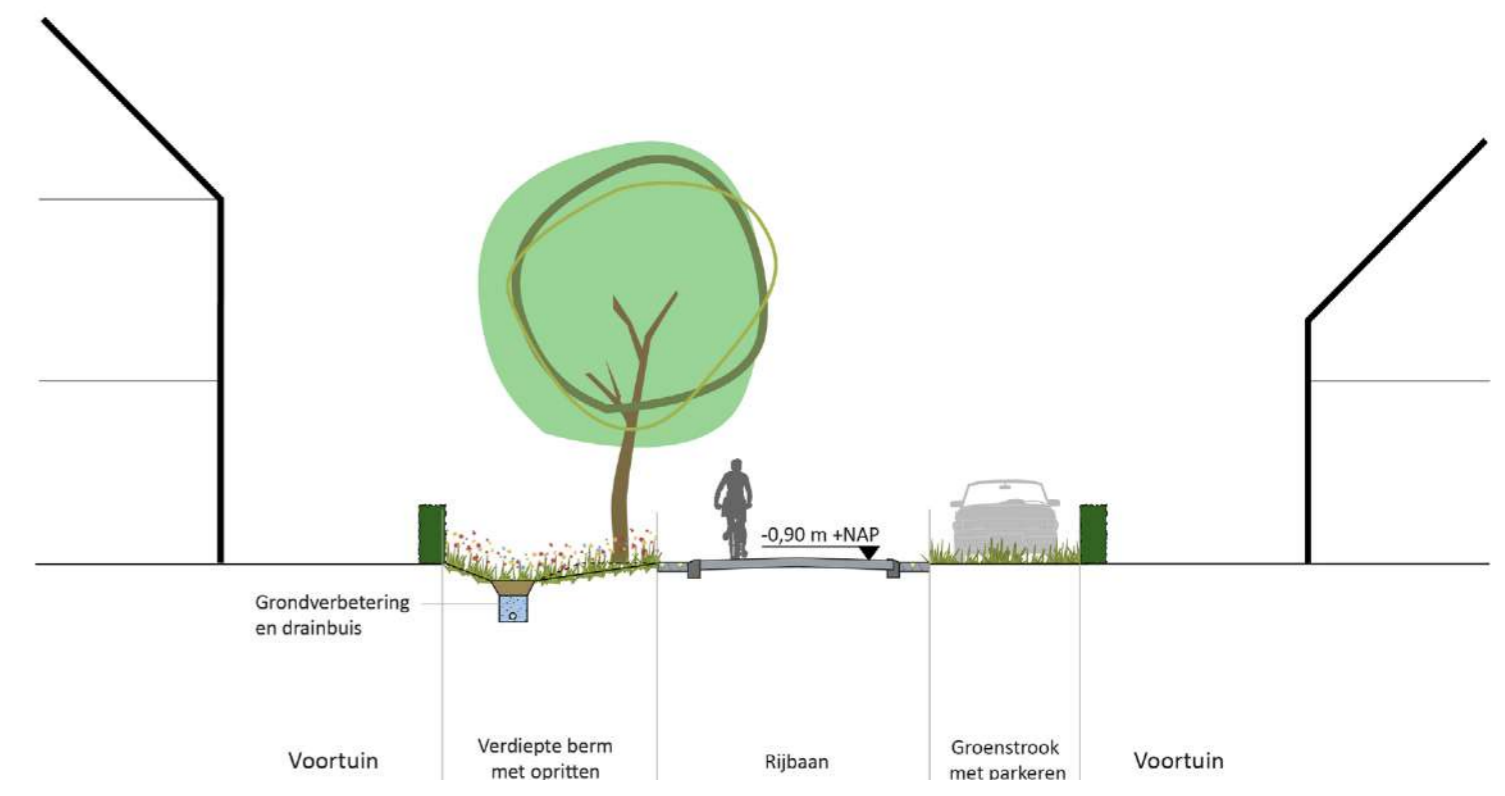 -0,90 m +NAP
Grondverbetering
en drainbuis
Voortuin
Verdiepte berm
met opritten
Rijbaan
Groenstrook
met parkeren
Voortuin